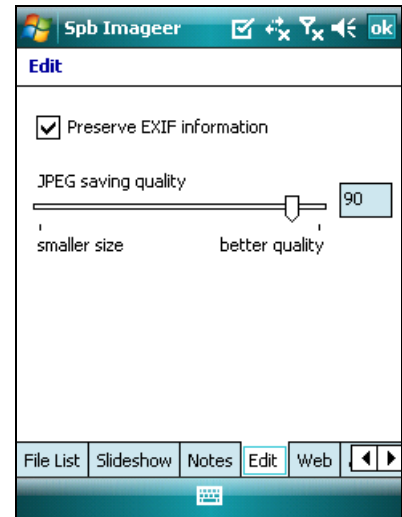 Spb Imageer ok
Edit
Preserve EXIF information
JPEG saving quality
90
smaller size better quality
File List Slideshow Notes Edit Web